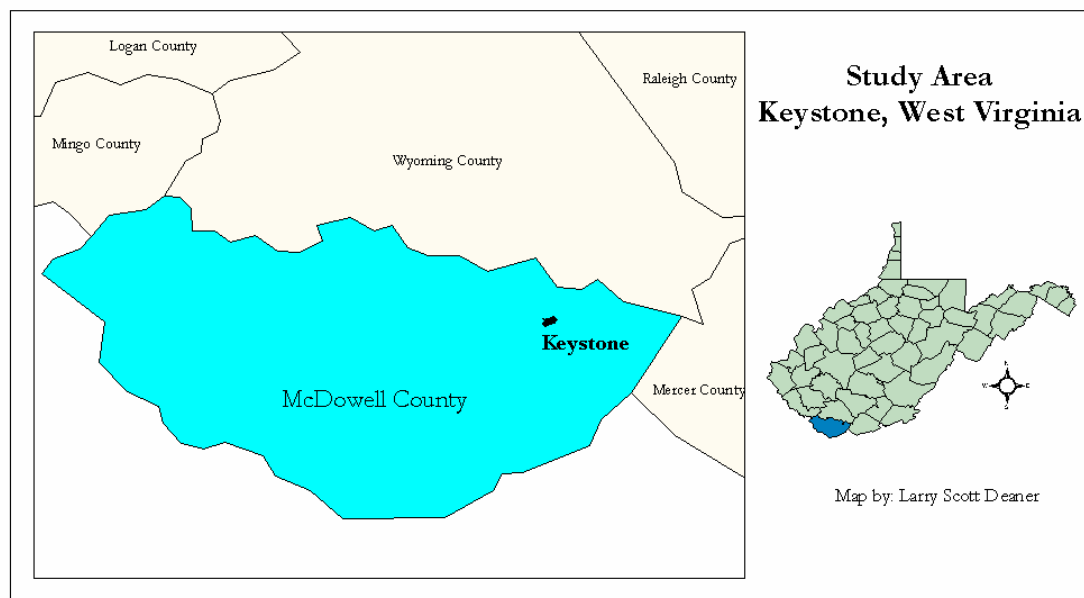 Logan County
Raleigh County
Mingo County
Wyoming County
Keystone
McDowell County
Mercer County
Study Area
Keystone, West Virginia
N
W E
S
Map by: Larry Scott Deaner